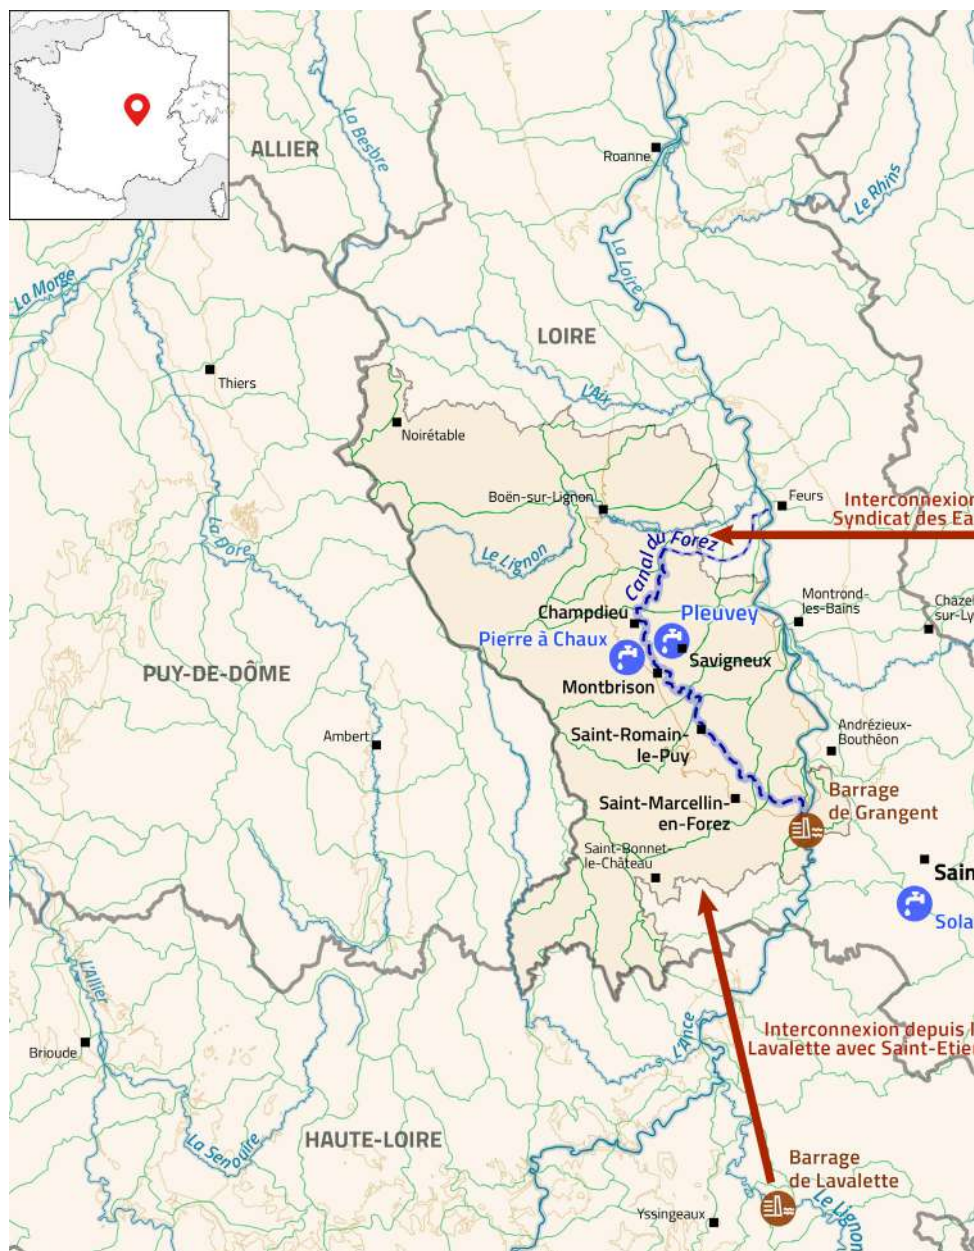 ALLIER
La Besbre
Roanne
Le Rhins
La Morge
La Loire
LOIRE
Thiers
L'Aix
Noirétable
Boën-sur-Lignon
Feurs
Interconnexion
Syndicat des Ea
La Dore
Le Lignon
Canal du Forez
Champdieu
Pleuvey
Montrond-
les-Bains
Chazel
sur-Ly
Pierre à Chaux
Savigneux
PUY-DE-DÔME
Montbrison
Ambert
Saint-Romain-
le-Puy
Andrézieux-
Bouthéon
Barrage
de Grangent
Saint-Marcellin-
en-Forez
Saint-Bonnet-
le-Château
Sain
Sola
L'Allier
L'Ance
Interconnexion depuis l
Lavalette avec Saint-Etien
Brioude
La Senouire
HAUTE-LOIRE
Barrage
de Lavalette
Le Lignon
Yssingeaux